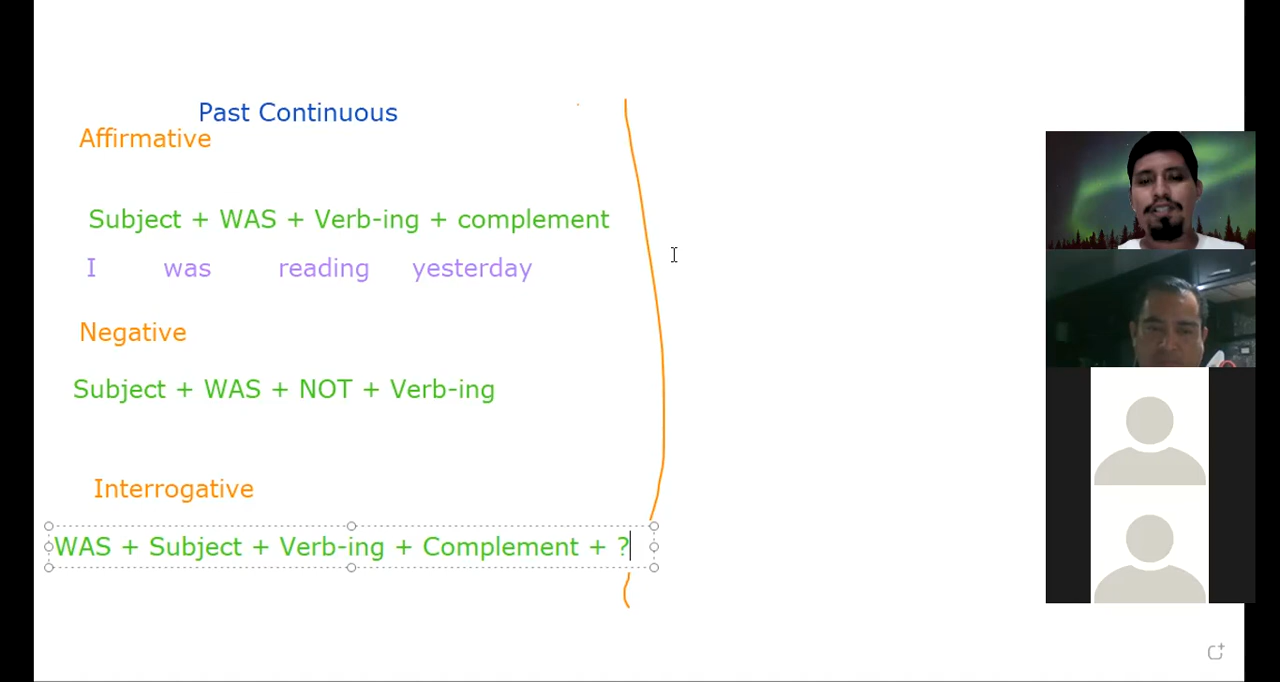 Past Continuous
Affirmative
Subject + WAS + Verb-ing + complement
I was reading yesterday
Negative
Subject + WAS + NOT + Verb-ing
Interrogative
WAS + Subject + Verb-ing + Complement + ?